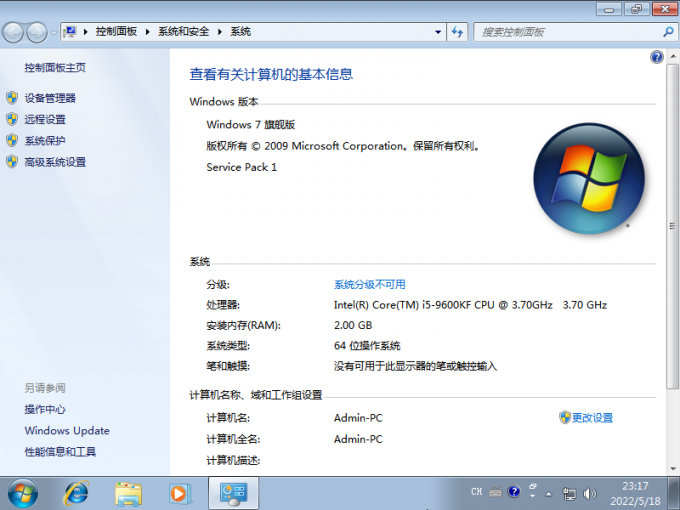 控制面板 系统和安全 系统
搜索控制面板
控制面板主页
设备管理器
远程设置
系统保护
高级系统设置
另请参阅
操作中心
Windows Update
性能信息和工具
查看有关计算机的基本信息
Windows 版本
Windows 7 旗舰版
版权所有 © 2009 Microsoft Corporation。保留所有权利。
Service Pack 1
系统
分级: 系统分级不可用
处理器: Intel(R) Core(TM) i5-9600KF CPU @ 3.70GHz 3.70 GHz
安装内存(RAM): 2.00 GB
系统类型: 64 位操作系统
笔和触摸: 没有可用于此显示器的笔或触控输入
计算机名称、域和工作组设置
计算机名: Admin-PC 更改设置
计算机全名: Admin-PC
计算机描述:
CH
23:17
2022/5/18